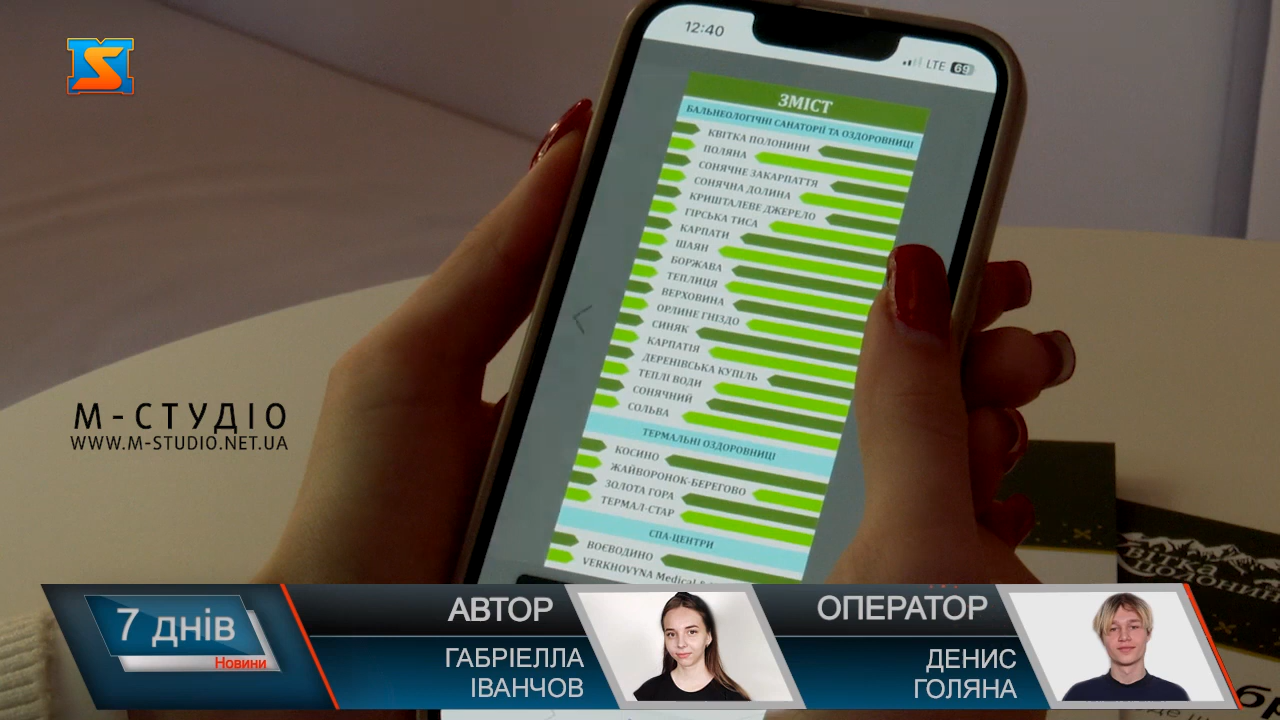 12:40
LTE 69
ЗМІСТ
БАЛЬНЕОЛОГІЧНІ САНАТОРІЇ ТА ОЗДОРОВНИЦІ
КВІТКА ПОЛОНИНИ
ПОЛЯНА
СОНЯЧНЕ ЗАКАРПАТТЯ
СОНЯЧНА ДОЛИНА
КРИШТАЛЕВЕ ДЖЕРЕЛО
ГІРСЬКА ТИСА
КАРПАТИ
ШАЯН
БОРЖАВА
ТЕПЛИЦЯ
ВЕРХОВИНА
ОРЛИНЕ ГНІЗДО
СИНЯК
КАРПАТІЯ
ДЕРЕНІВСЬКА КУПІЛЬ
ТЕПЛІ ВОДИ
СОНЯЧНИЙ
СОЛЬВА
ТЕРМАЛЬНІ ОЗДОРОВНИЦІ
КОСИНО
ЖАЙВОРОНОК-БЕРЕГОВО
ЗОЛОТА ГОРА
ТЕРМАЛ-СТАР
СПА-ЦЕНТРИ
ВОЄВОДИНО
VERKHOVYNA Medical
М-СТУДІО
WWW.M-STUDIO.NET.UA
7 днів
Новини
АВТОР
ГАБРІЕЛЛА
ІВАНЧОВ
ОПЕРАТОР
ДЕНИС
ГОЛЯНА